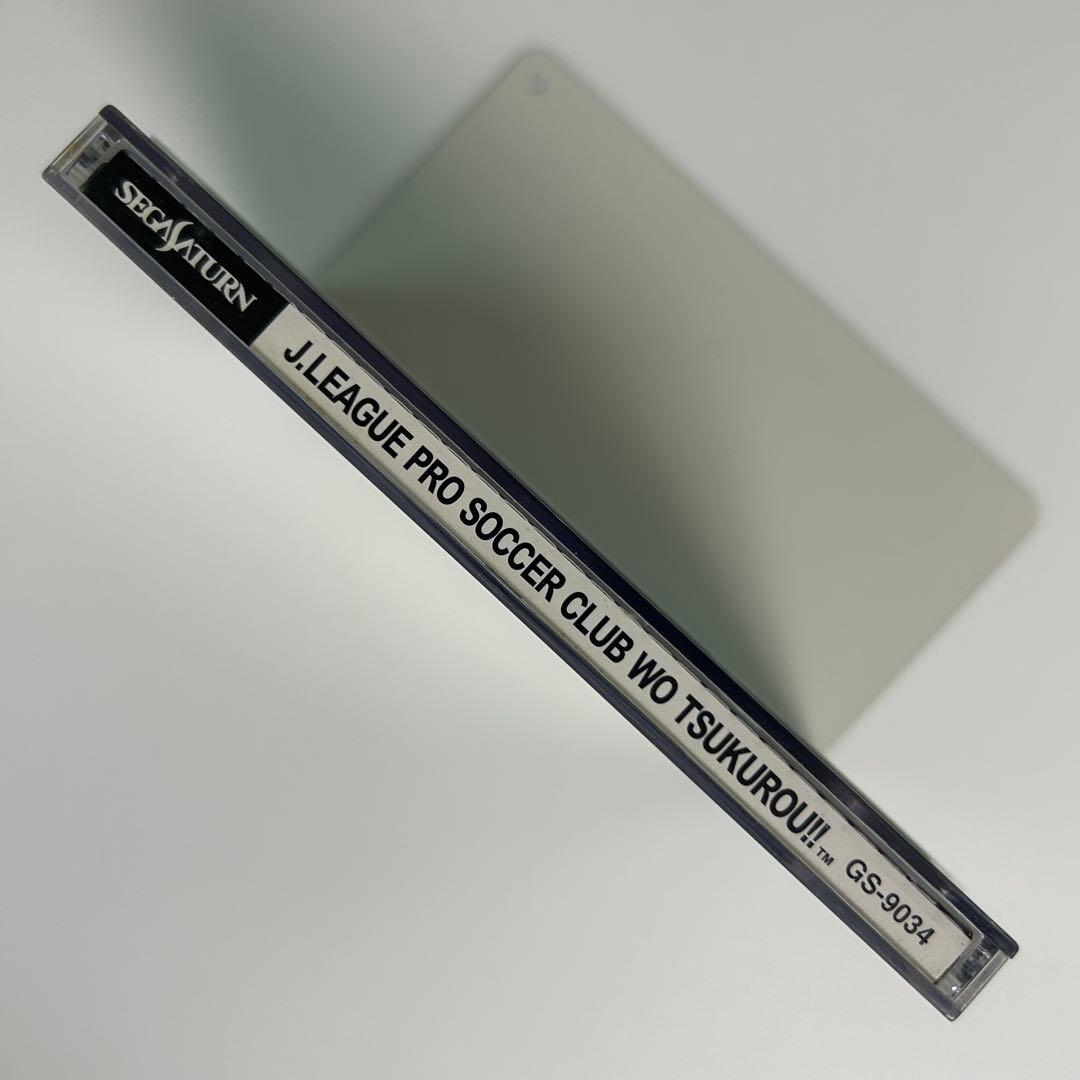 SEGA SATURN
J.LEAGUE PRO SOCCER CLUB WO TSUKUROU!!™ GS-9034